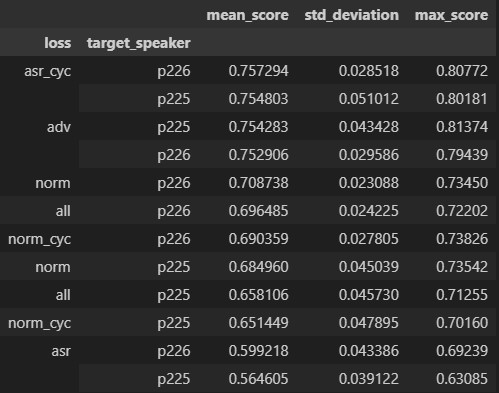 mean_score std_deviation max_score
loss target_speaker
asr_cyc p226 0.757294 0.028518 0.80772
p225 0.754803 0.051012 0.80181
adv p225 0.754283 0.043428 0.81374
p226 0.752906 0.029586 0.79439
norm p226 0.708738 0.023088 0.73450
all p226 0.696485 0.024225 0.72202
norm_cyc p226 0.690359 0.027805 0.73826
norm p225 0.684960 0.045039 0.73542
all p225 0.658106 0.045730 0.71255
norm_cyc p225 0.651449 0.047895 0.70160
asr p226 0.599218 0.043386 0.69239
p225 0.564605 0.039122 0.63085